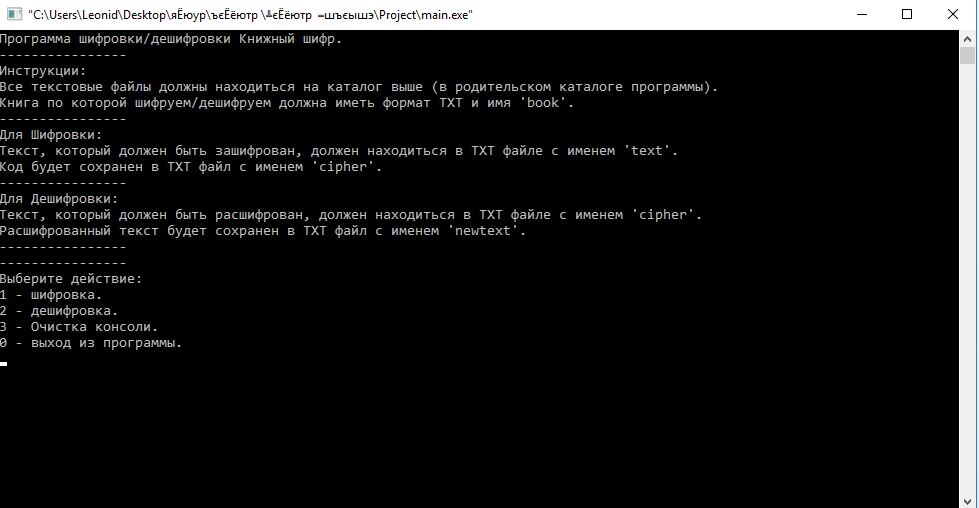 "C:\Users\Leonid\Desktop\яЁюур\ъєЁёютр \╩єЁёютр  =шъєышэ\Project\main.exe"
Программа шифровки/дешифровки Книжный шифр.
----------------
Инструкции:
Все текстовые файлы должны находиться на каталог выше (в родительском каталоге программы).
Книга по которой шифруем/дешифруем должна иметь формат TXT и имя 'book'.
----------------
Для Шифровки:
Текст, который должен быть зашифрован, должен находиться в TXT файле с именем 'text'.
Код будет сохранен в TXT файл с именем 'cipher'.
----------------
Для Дешифровки:
Текст, который должен быть расшифрован, должен находиться в TXT файле с именем 'cipher'.
Расшифрованный текст будет сохранен в TXT файл с именем 'newtext'.
----------------
----------------
Выберите действие:
1 - шифровка.
2 - дешифровка.
3 - Очистка консоли.
0 - выход из программы.